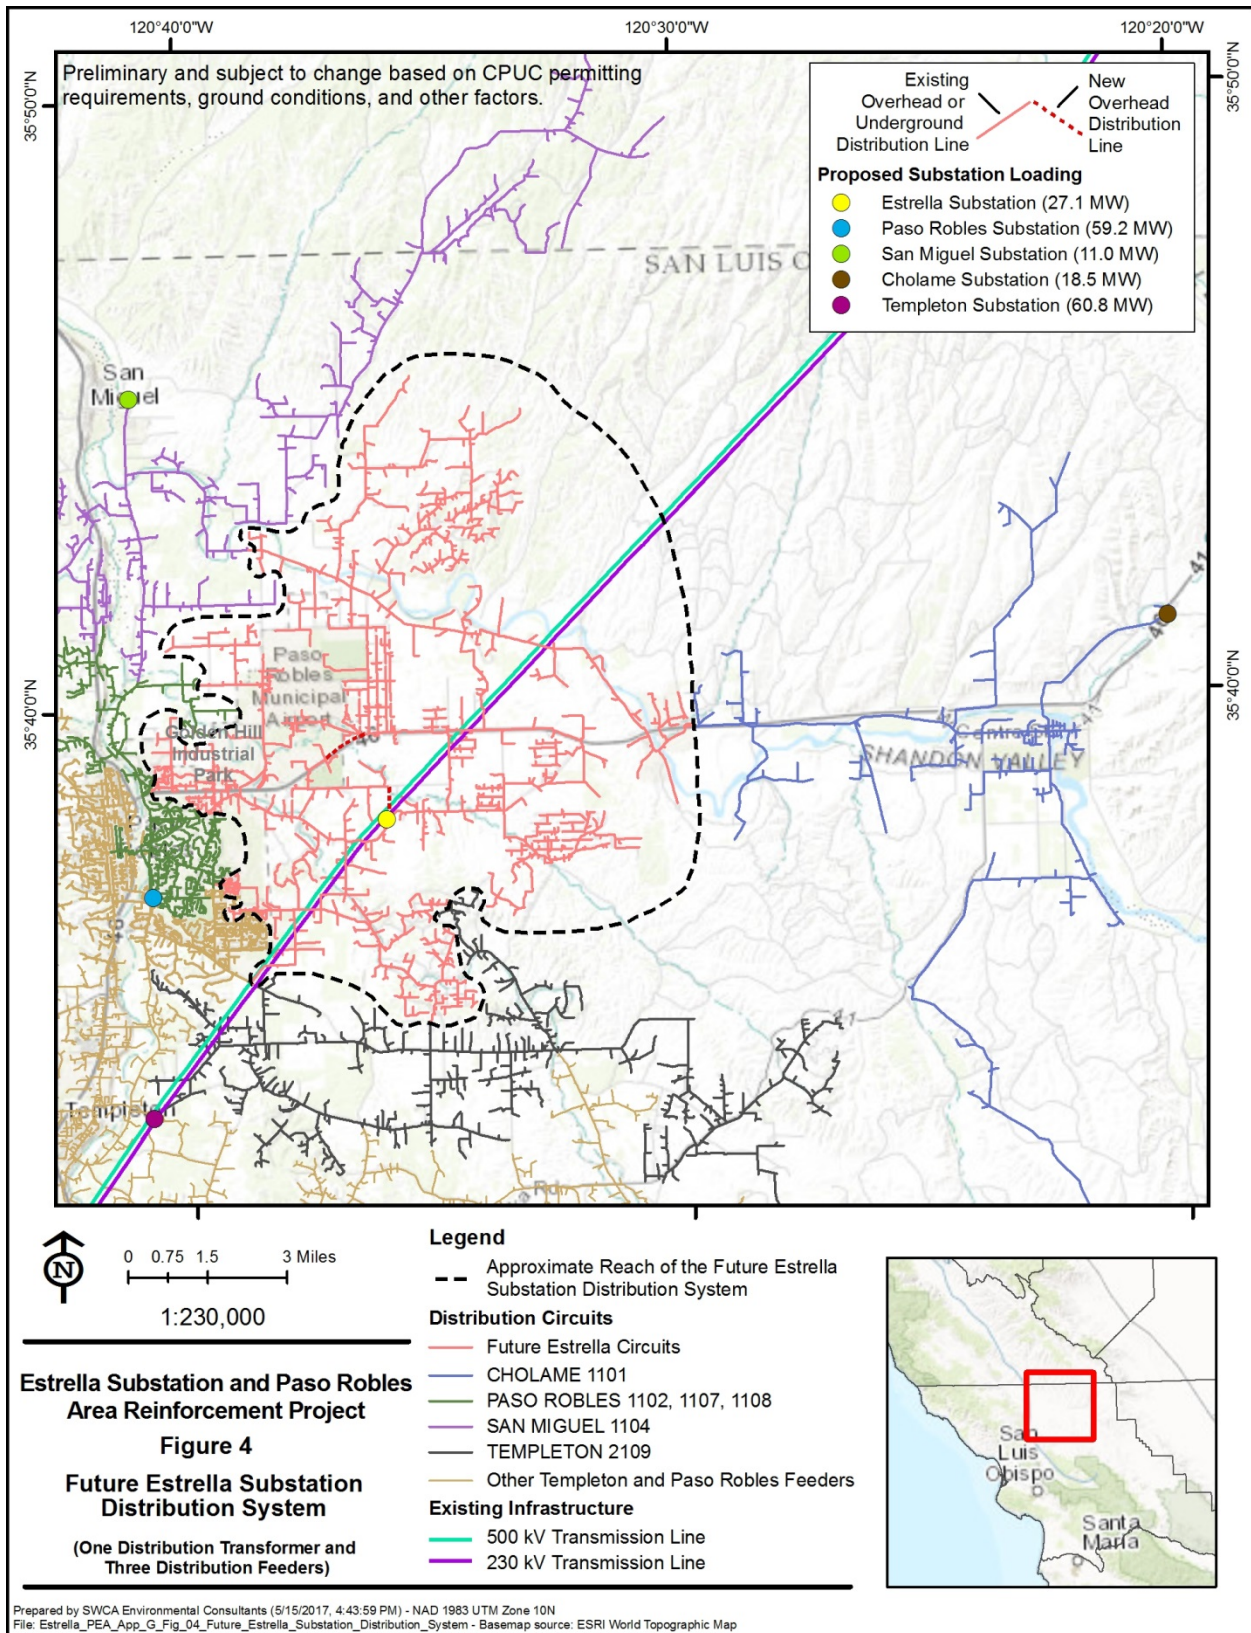 120°40'0"W
120°30'0"W
120°20'0"W
35°50'0"N
35°50'0"N
35°40'0"N
35°40'0"N
Preliminary and subject to change based on CPUC permitting
requirements, ground conditions, and other factors.
Existing
Overhead or
Underground
Distribution Line
New
Overhead
Distribution
Line
Proposed Substation Loading
Estrella Substation (27.1 MW)
Paso Robles Substation (59.2 MW)
San Miguel Substation (11.0 MW)
Cholame Substation (18.5 MW)
Templeton Substation (60.8 MW)
SAN LUIS O
San
Miguel
41
46
Paso
Robles
Municipal
Airport
46
Golden Hill
Industrial
Park
41
SHANDON VALLEY
46
41
Templeton
a Rd
0 0.75 1.5 3 Miles
N
1:230,000
Estrella Substation and Paso Robles
Area Reinforcement Project
Figure 4
Future Estrella Substation
Distribution System
(One Distribution Transformer and
Three Distribution Feeders)
Legend
Approximate Reach of the Future Estrella
Substation Distribution System
Distribution Circuits
Future Estrella Circuits
CHOLAME 1101
PASO ROBLES 1102, 1107, 1108
SAN MIGUEL 1104
TEMPLETON 2109
Other Templeton and Paso Robles Feeders
Existing Infrastructure
500 kV Transmission Line
230 kV Transmission Line
San
Luis
Obispo
Santa
Maria
Prepared by SWCA Environmental Consultants (5/15/2017, 4:43:59 PM) - NAD 1983 UTM Zone 10N
File: Estrella_PEA_App_G_Fig_04_Future_Estrella_Substation_Distribution_System - Basemap source: ESRI World Topographic Map